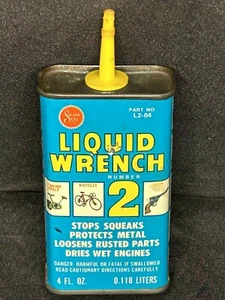 PART NO.
L2-04
LIQUID
WRENCH
NUMBER
2
BICYCLES
STOPS SQUEAKS
PROTECTS METAL
LOOSENS RUSTED PARTS
DRIES WET ENGINES
DANGER: HARMFUL OR FATAL IF SWALLOWED
READ CAUTIONARY DIRECTIONS CAREFULLY
4 FL. OZ. 0.118 LITERS